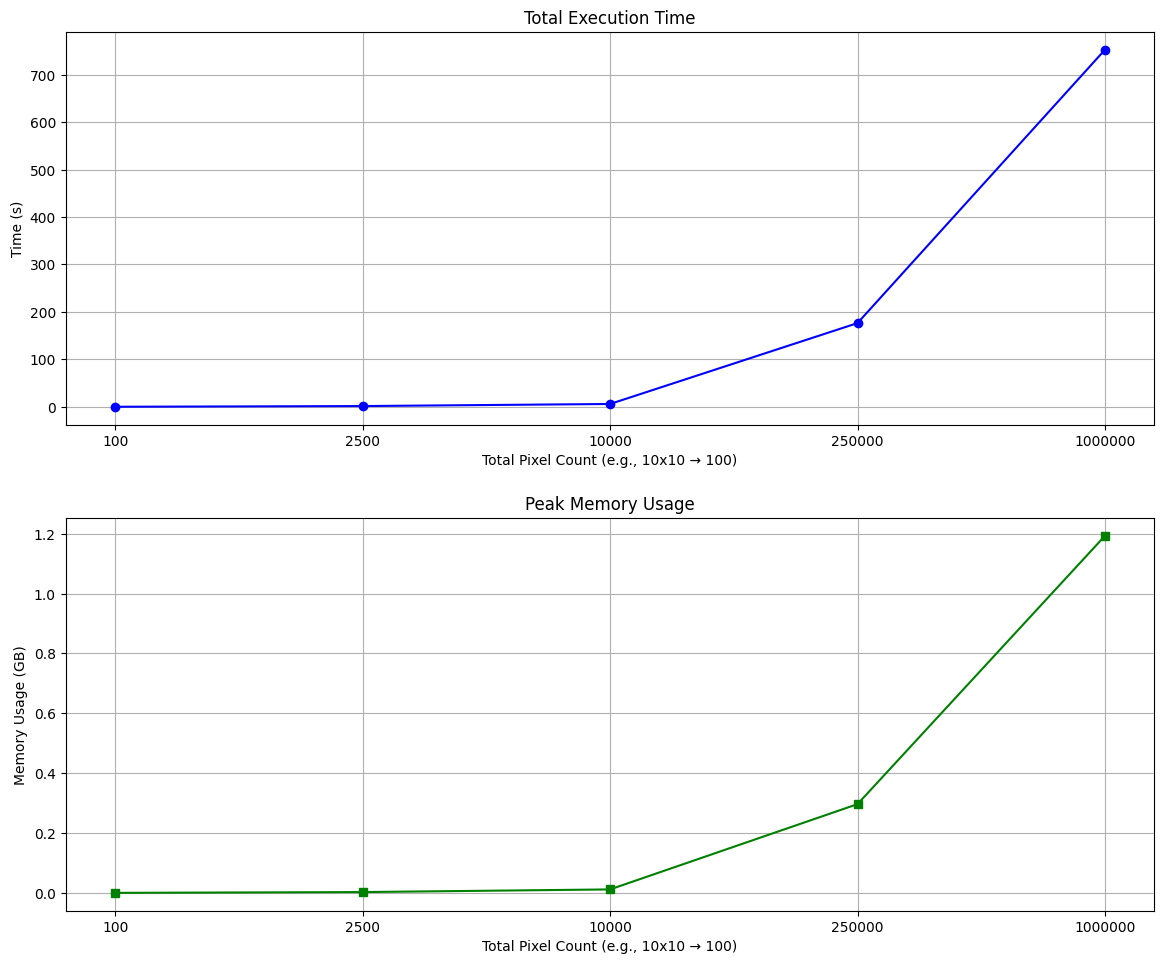 Total Execution Time
700
600
500
400
300
200
100
0
Time (s)
100 2500 10000 250000 1000000
Total Pixel Count (e.g., 10x10 → 100)
Peak Memory Usage
1.2
1.0
0.8
0.6
0.4
0.2
0.0
Memory Usage (GB)
100 2500 10000 250000 1000000
Total Pixel Count (e.g., 10x10 → 100)